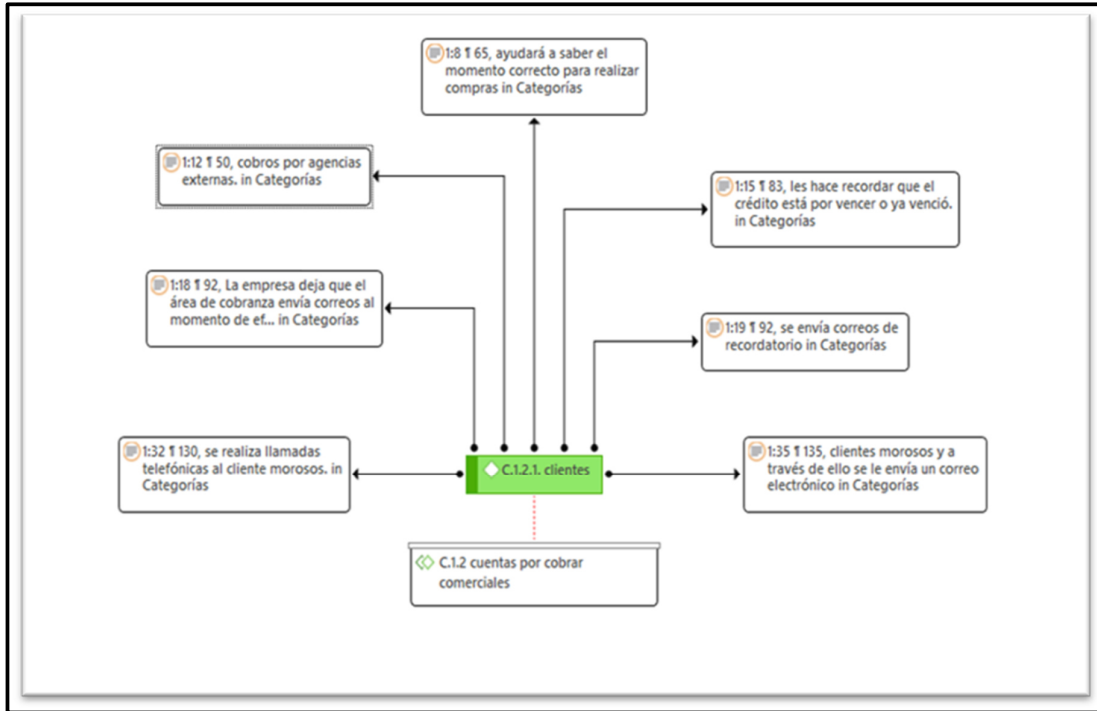 1:8 ¶ 65, ayudará a saber el
momento correcto para realizar
compras in Categorías
1:12 ¶ 50, cobros por agencias
externas. in Categorías
1:15 ¶ 83, les hace recordar que el
crédito está por vencer o ya venció.
in Categorías
1:18 ¶ 92, La empresa deja que el
área de cobranza envía correos al
momento de ef... in Categorías
1:19 ¶ 92, se envía correos de
recordatorio in Categorías
1:32 ¶ 130, se realiza llamadas
telefónicas al cliente morosos. in
Categorías
C.1.2.1. clientes
1:35 ¶ 135, clientes morosos y a
través de ello se le envía un correo
electrónico in Categorías
C.1.2 cuentas por cobrar
comerciales